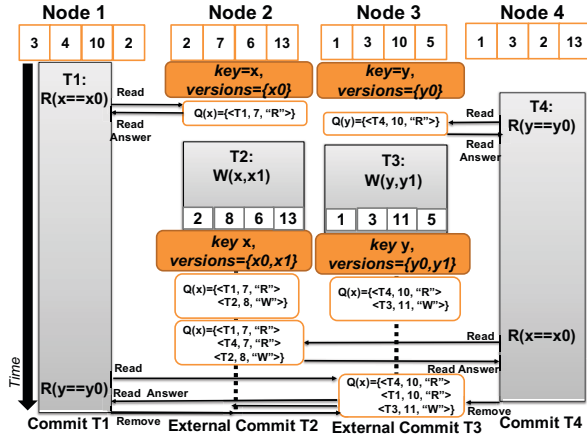 Node 1 Node 2 Node 3 Node 4
3 4 10 2 2 7 6 13 1 3 10 5 1 3 2 13
T1:
R(x==x0)
Read
Read
Answer
key=x,
versions={x0}
Q(x)={<T1, 7, “R”>}
key=y,
versions={y0}
Q(y)={<T4, 10, “R”>}
Read
Read
Answer
T4:
R(y==y0)
T2:
W(x,x1)
2 8 6 13
T3:
W(y,y1)
1 3 11 5
key x,
versions={x0,x1}
key y,
versions={y0,y1}
Q(x)={<T1, 7, “R”>
<T2, 8, “W”>}
Q(x)={<T4, 10, “R”>
<T3, 11, “W”>}
Q(x)={<T1, 7, “R”>
<T4, 7, “R”>
<T2, 8, “W”>}
Read
R(x==x0)
Read Answer
Time
Read
R(y==y0)
Read Answer
Q(x)={<T4, 10, “R”>
<T1, 10, “R”>
<T3, 11, “W”>}
Remove
Remove
Commit T1 External Commit T2 External Commit T3 Commit T4